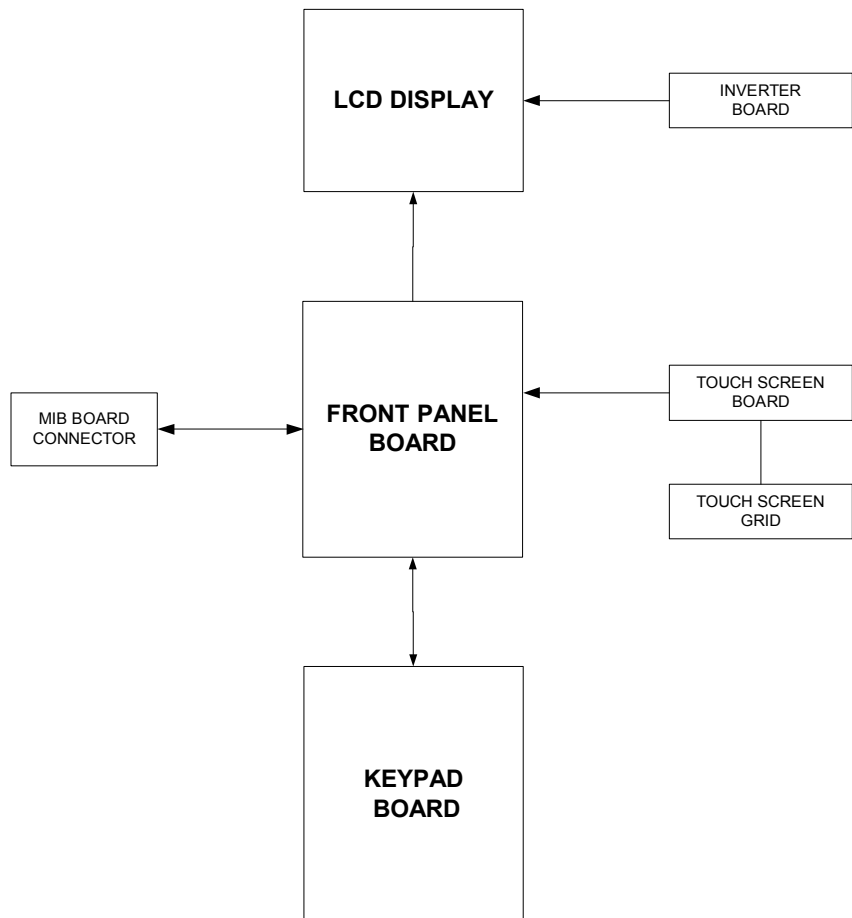 LCD DISPLAY
INVERTER
BOARD
MIB BOARD
CONNECTOR
FRONT PANEL
BOARD
TOUCH SCREEN
BOARD
TOUCH SCREEN
GRID
KEYPAD
BOARD